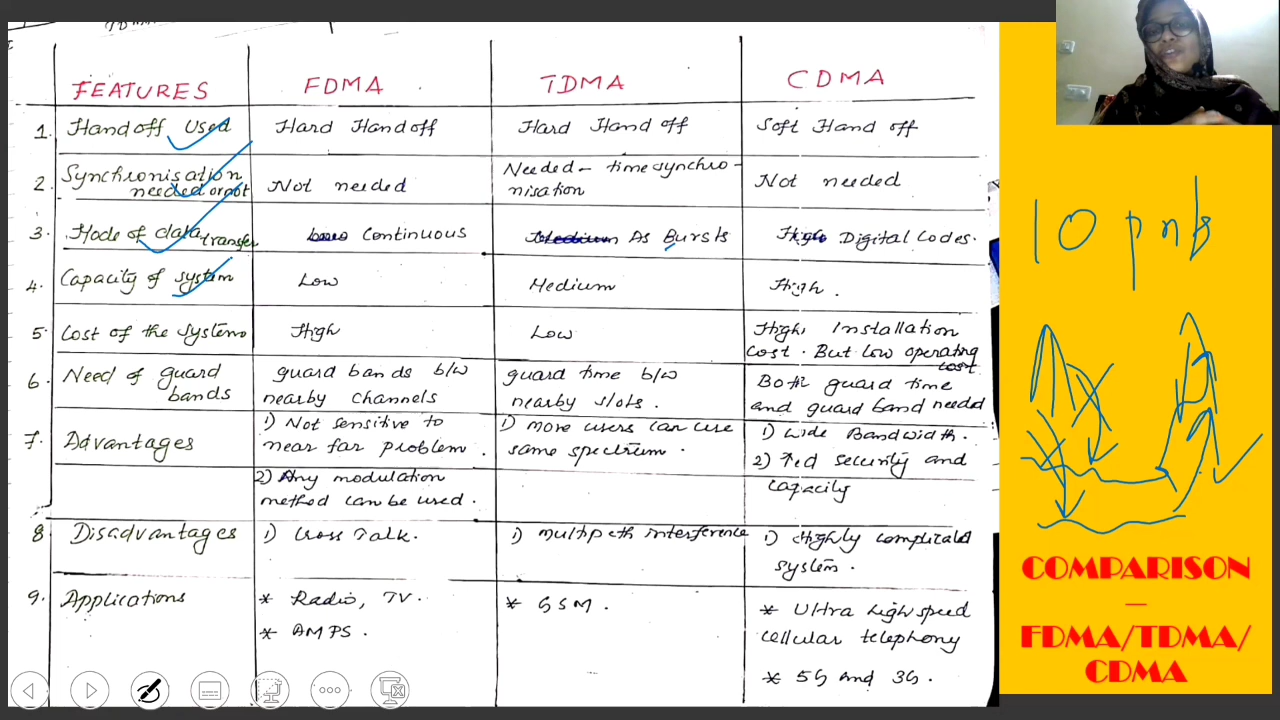 FEATURES FDMA TDMA CDMA
1. Handoff Used Hard Handoff Hard Hand off Soft Hand off
2. Synchronisation needed or not Not needed Needed - time synchro-nisation Not needed
3. Mode of data transfer Continuous As Bursts Digital Codes.
4. Capacity of system Low Medium High.
5. Cost of the system High Low High Installation cost. But low operating cost
6. Need of guard bands guard bands b/w nearby channels guard time b/w nearby slots. Both guard time and guard band needed
7. Advantages 1) Not sensitive to near far problem. 1) more users can use same spectrum. 1) Wide Bandwidth.
2) Any modulation method can be used. 2) ↑ed security and capacity
8. Disadvantages 1) Cross Talk. 1) multipath interference 1) Highly complicated system.
9. Applications * Radio, TV. * GSM. * Ultra high speed cellular telephony
* AMPS. * 5G and 3G.
10 pnts
COMPARISON
–
FDMA/TDMA/
CDMA